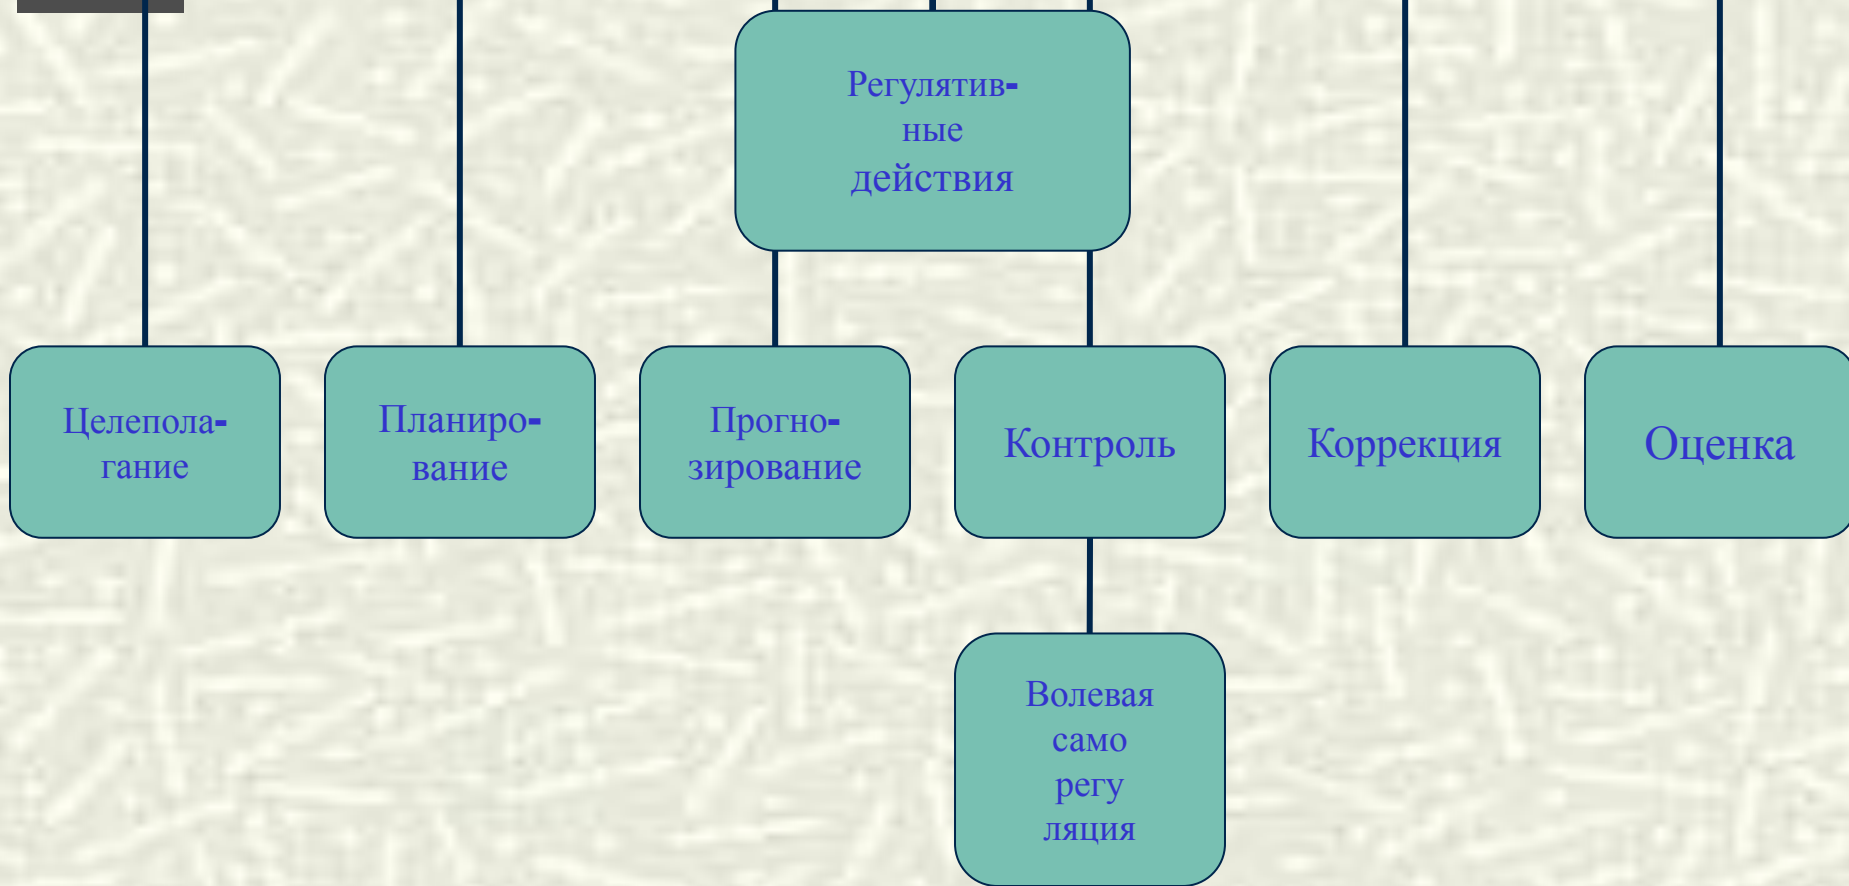 Регулятив-
ные
действия
Целепола-
гание
Планиро-
вание
Прогно-
зирование
Контроль
Коррекция
Оценка
Волевая
само
регу
ляция